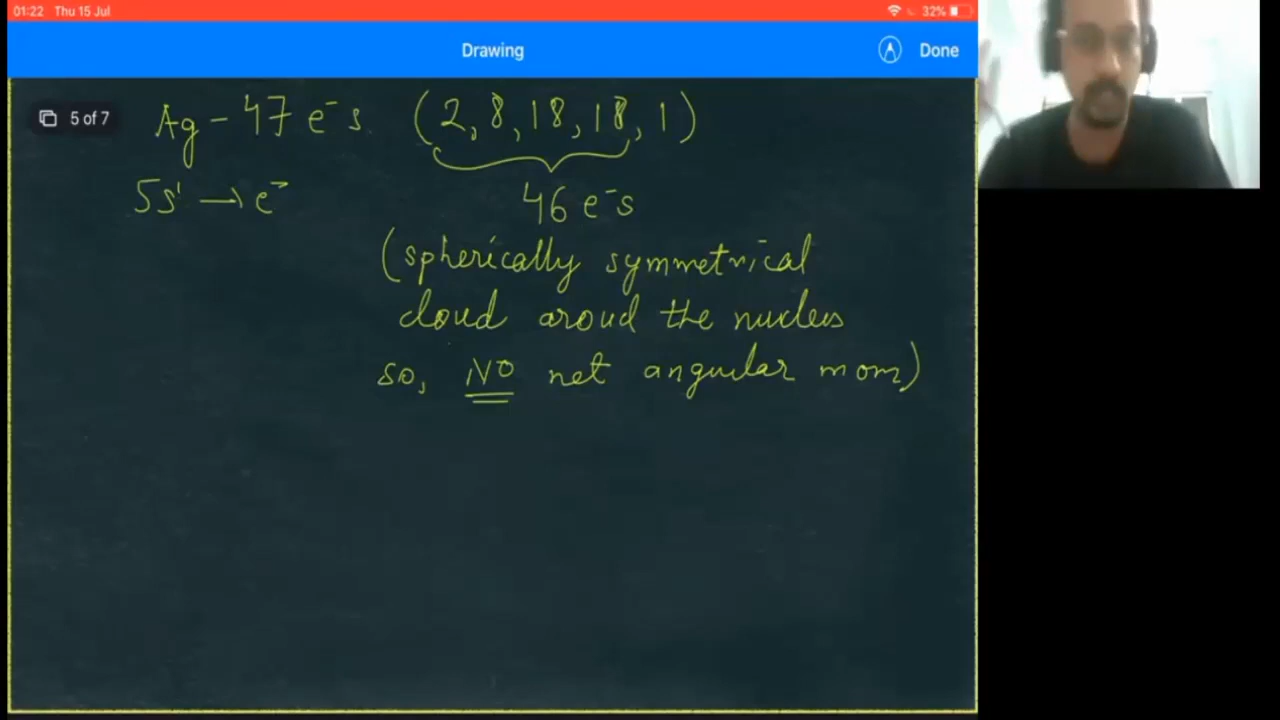 01:22 Thu 15 Jul
32%
Drawing
Done
5 of 7
Ag - 47 e⁻s (2, 8, 18, 18, 1)
5s¹ → e⁻
46 e⁻s
(spherically symmetrical
cloud aroud the nucleus
so, NO net angular mom)